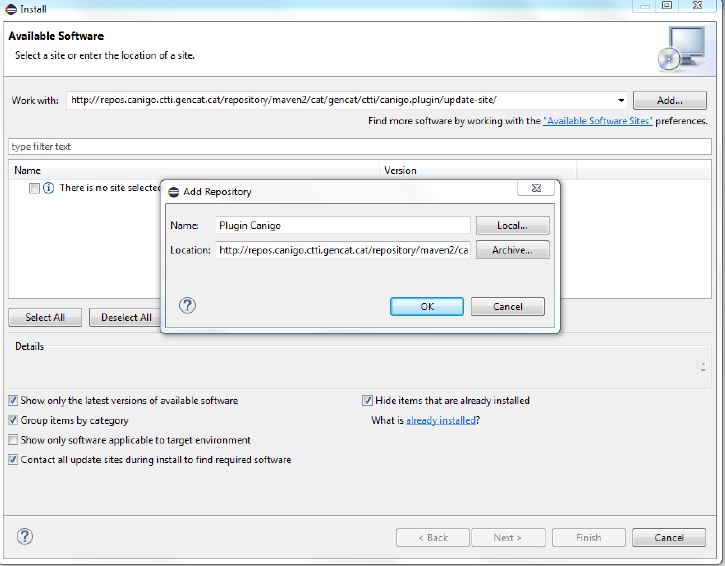 Install
Available Software
Select a site or enter the location of a site.
Work with: http://repos.canigo.ctti.gencat.cat/repository/maven2/cat/gencat/ctti/canigo.plugin/update-site/ Add...
Find more software by working with the "Available Software Sites" preferences.
type filter text
Name Version
There is no site selected
Add Repository
Name: Plugin Canigo Local...
Location: http://repos.canigo.ctti.gencat.cat/repository/maven2/ca Archive...
OK Cancel
Select All Deselect All
Details
Show only the latest versions of available software Hide items that are already installed
Group items by category What is already installed?
Show only software applicable to target environment
Contact all update sites during install to find required software
< Back Next > Finish Cancel